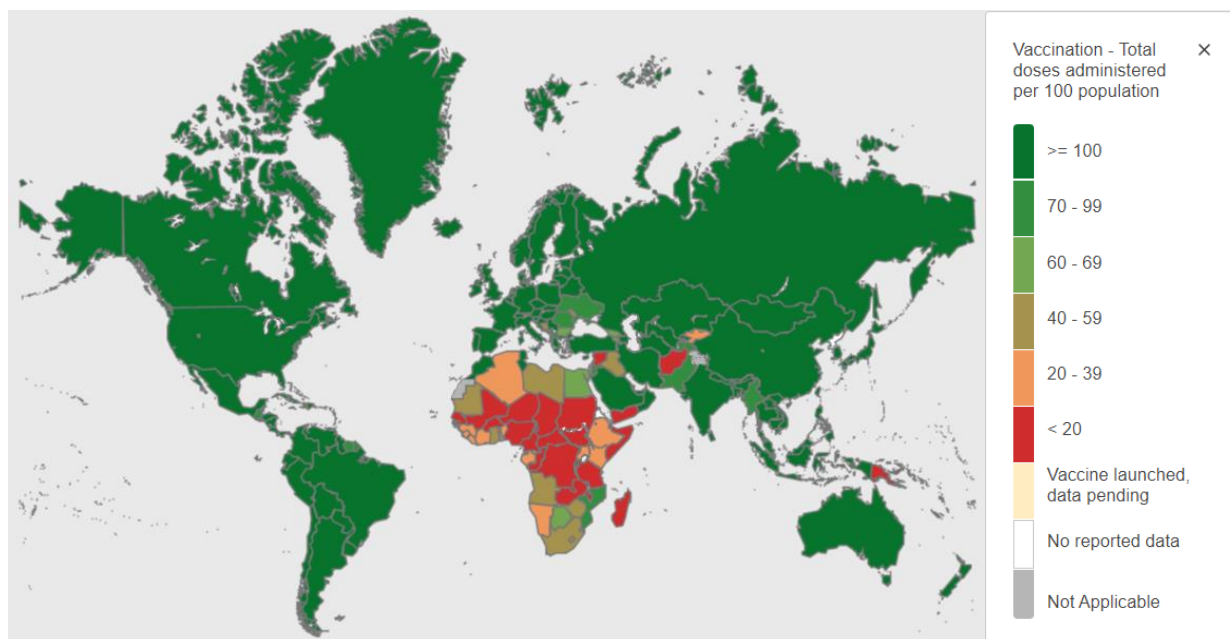 Vaccination - Total
doses administered
per 100 population
×
>= 100
70 - 99
60 - 69
40 - 59
20 - 39
< 20
Vaccine launched,
data pending
No reported data
Not Applicable